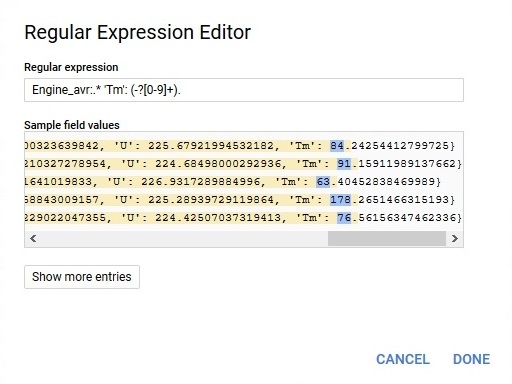 Regular Expression Editor
Regular expression
Engine_avr:.* 'Tm': (-?[0-9]+).
Sample field values
00323639842, 'U': 225.67921994532182, 'Tm': 84.24254412799725}
210327278954, 'U': 224.68498000292936, 'Tm': 91.15911989137662}
1641019833, 'U': 226.9317289884996, 'Tm': 63.40452838469989}
58843009157, 'U': 225.28939729119864, 'Tm': 178.2651466315193}
229022047355, 'U': 224.42507037319413, 'Tm': 76.56156347462336}
Show more entries
CANCEL DONE